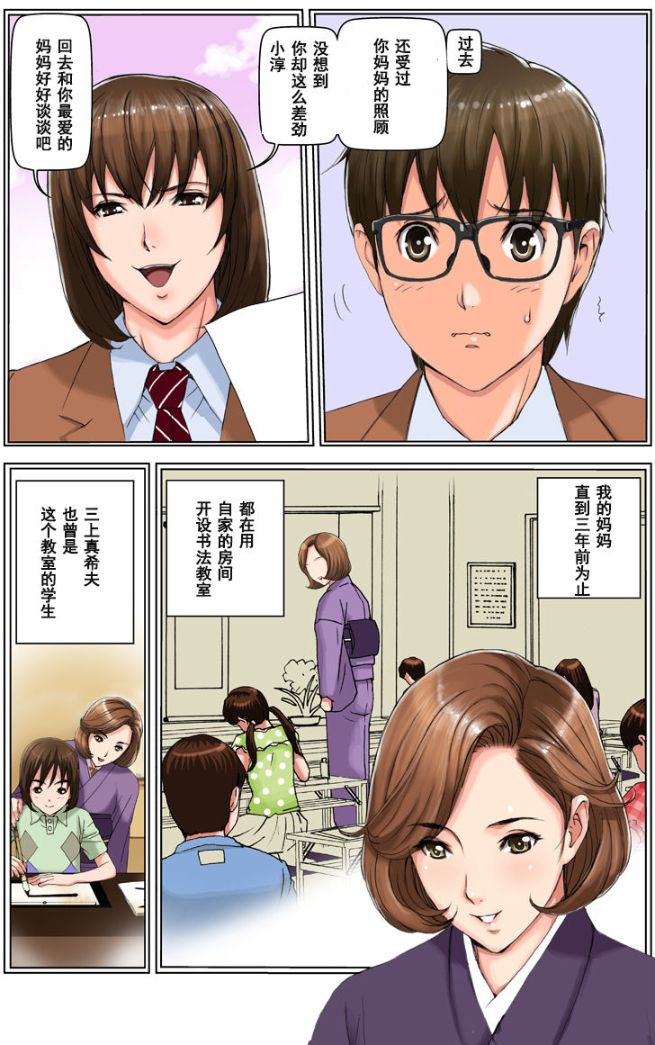 过去
还受过
你妈妈的照顾
没想到
你却这么差劲
小淳
回去和你最爱的
妈妈好好谈谈吧
我的妈妈
直到三年前为止
都在用
自家的房间
开设书法教室
三上真希夫
也曾是
这个教室的学生